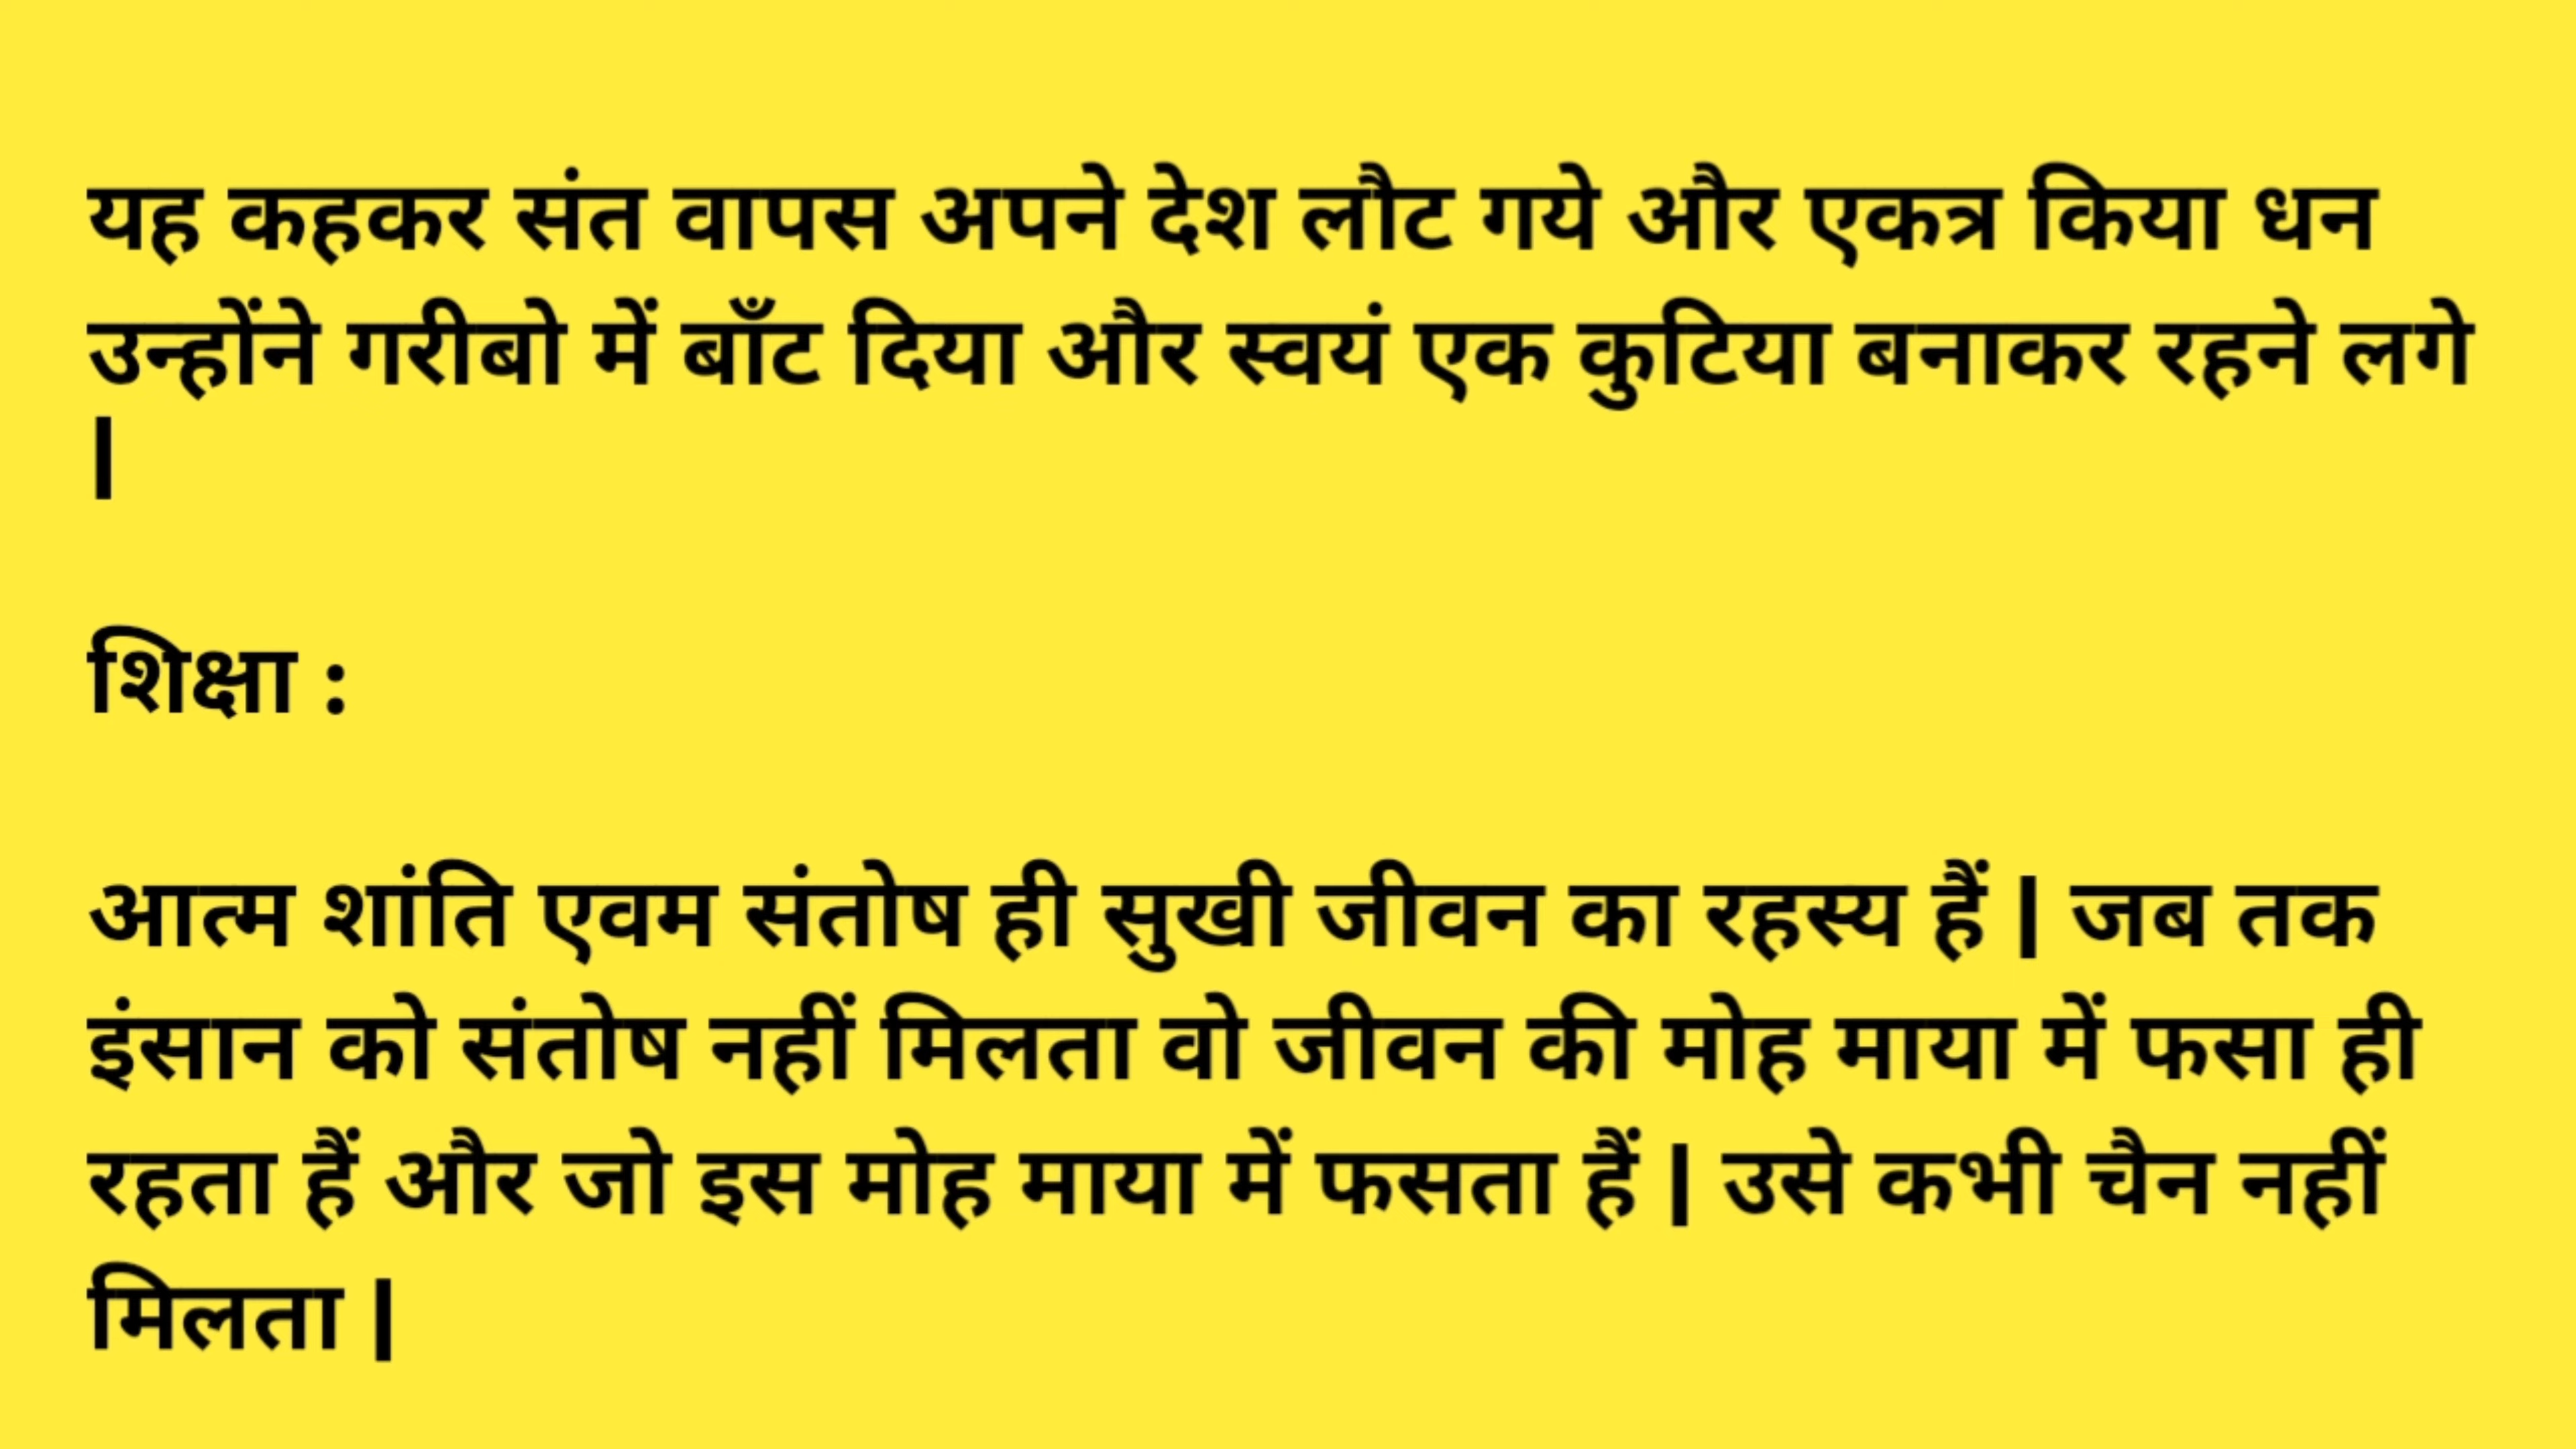 यह कहकर संत वापस अपने देश लौट गये और एकत्र किया धन
उन्होंने गरीबो में बाँट दिया और स्वयं एक कुटिया बनाकर रहने लगे
|
शिक्षा :
आत्म शांति एवम संतोष ही सुखी जीवन का रहस्य हैं | जब तक
इंसान को संतोष नहीं मिलता वो जीवन की मोह माया में फसा ही
रहता हैं और जो इस मोह माया में फसता हैं | उसे कभी चैन नहीं
मिलता |